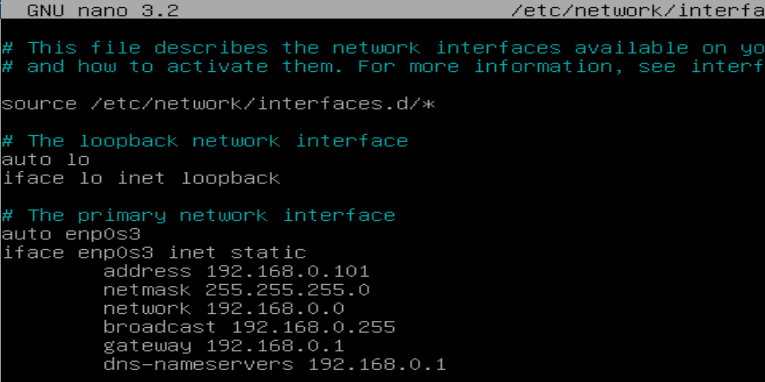 GNU nano 3.2 /etc/network/interfa
# This file describes the network interfaces available on yo
# and how to activate them. For more information, see interf
source /etc/network/interfaces.d/*
# The loopback network interface
auto lo
iface lo inet loopback
# The primary network interface
auto enp0s3
iface enp0s3 inet static
address 192.168.0.101
netmask 255.255.255.0
network 192.168.0.0
broadcast 192.168.0.255
gateway 192.168.0.1
dns-nameservers 192.168.0.1